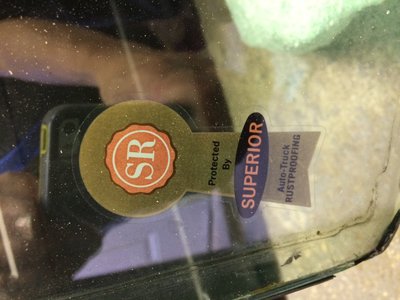 SR
Protected
By
SUPERIOR
Auto-Truck
RUSTPROOFING